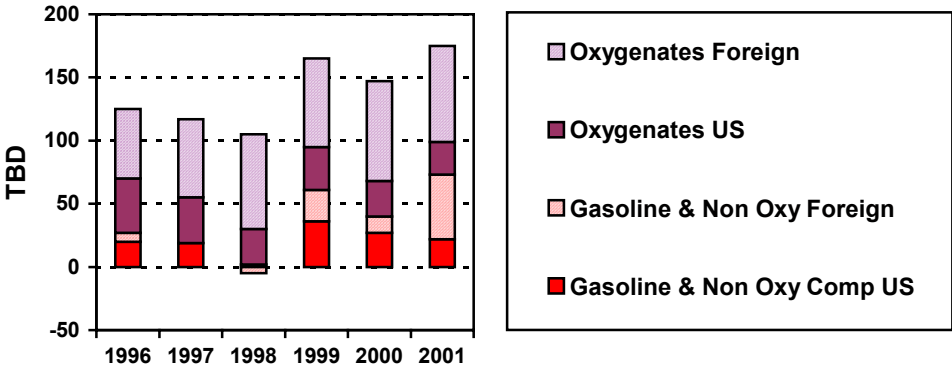 200
150
100
50
0
-50
TBD
1996 1997 1998 1999 2000 2001
Oxygenates Foreign
Oxygenates US
Gasoline & Non Oxy Foreign
Gasoline & Non Oxy Comp US